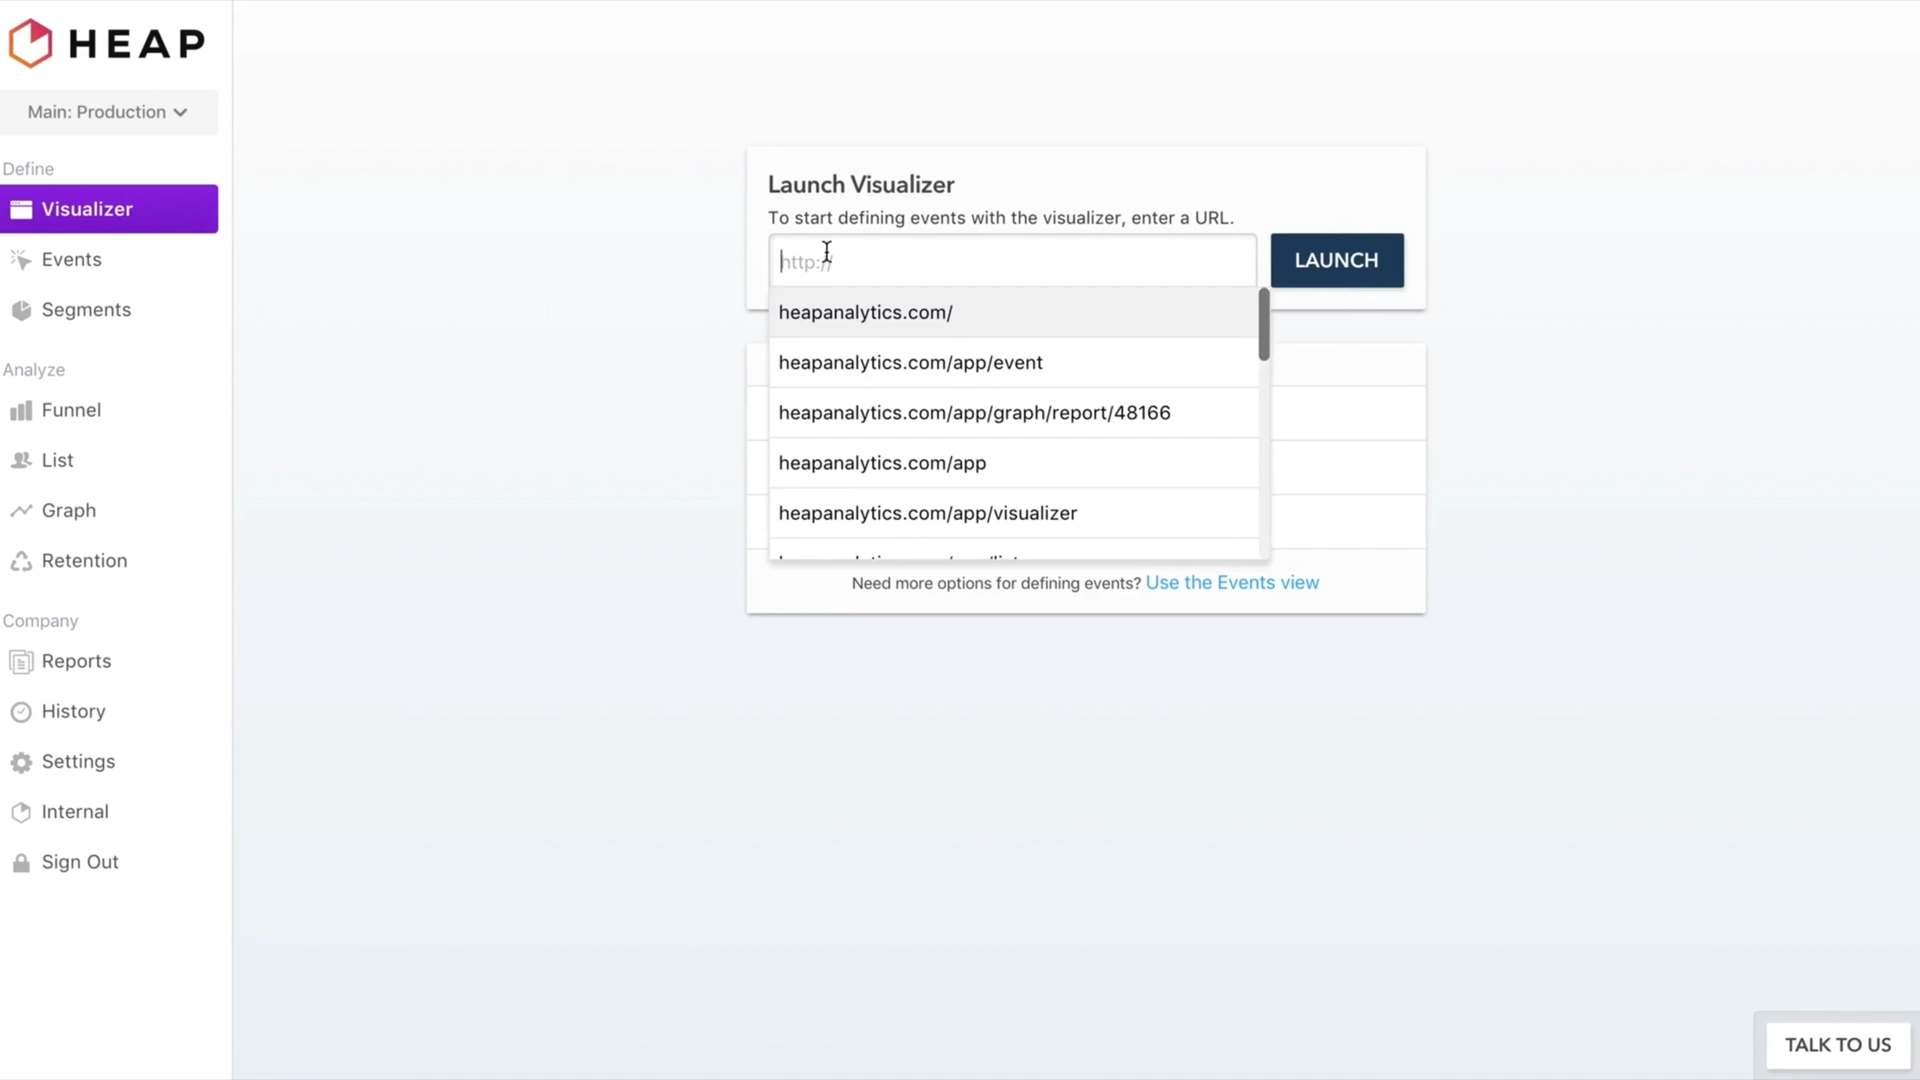 HEAP
Main: Production
Define
Visualizer
Events
Segments
Analyze
Funnel
List
Graph
Retention
Company
Reports
History
Settings
Internal
Sign Out
Launch Visualizer
To start defining events with the visualizer, enter a URL.
http://
LAUNCH
heapanalytics.com/
heapanalytics.com/app/event
heapanalytics.com/app/graph/report/48166
heapanalytics.com/app
heapanalytics.com/app/visualizer
Need more options for defining events? Use the Events view
TALK TO US